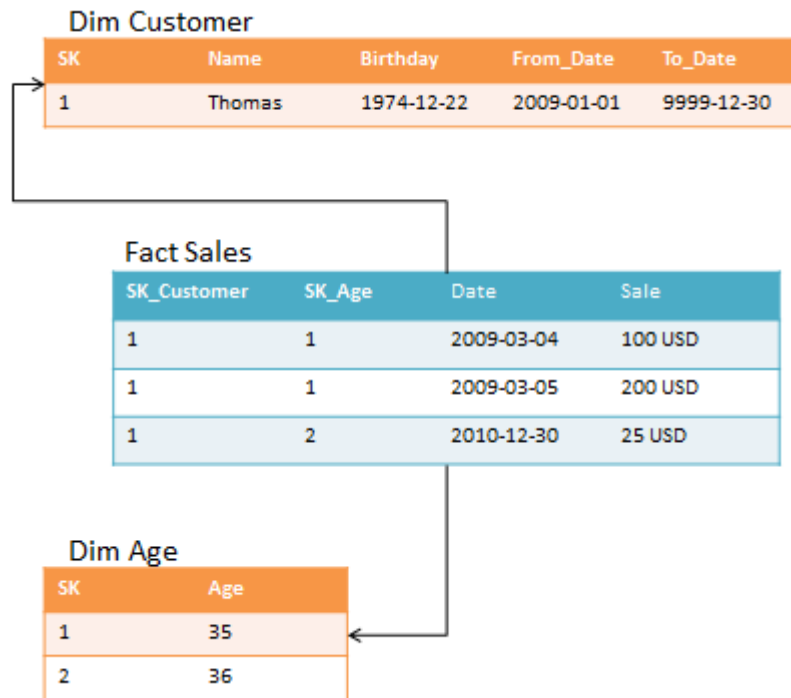 Dim Customer
SK Name Birthday From_Date To_Date
1 Thomas 1974-12-22 2009-01-01 9999-12-30
Fact Sales
SK_Customer SK_Age Date Sale
1 1 2009-03-04 100 USD
1 1 2009-03-05 200 USD
1 2 2010-12-30 25 USD
Dim Age
SK Age
1 35
2 36